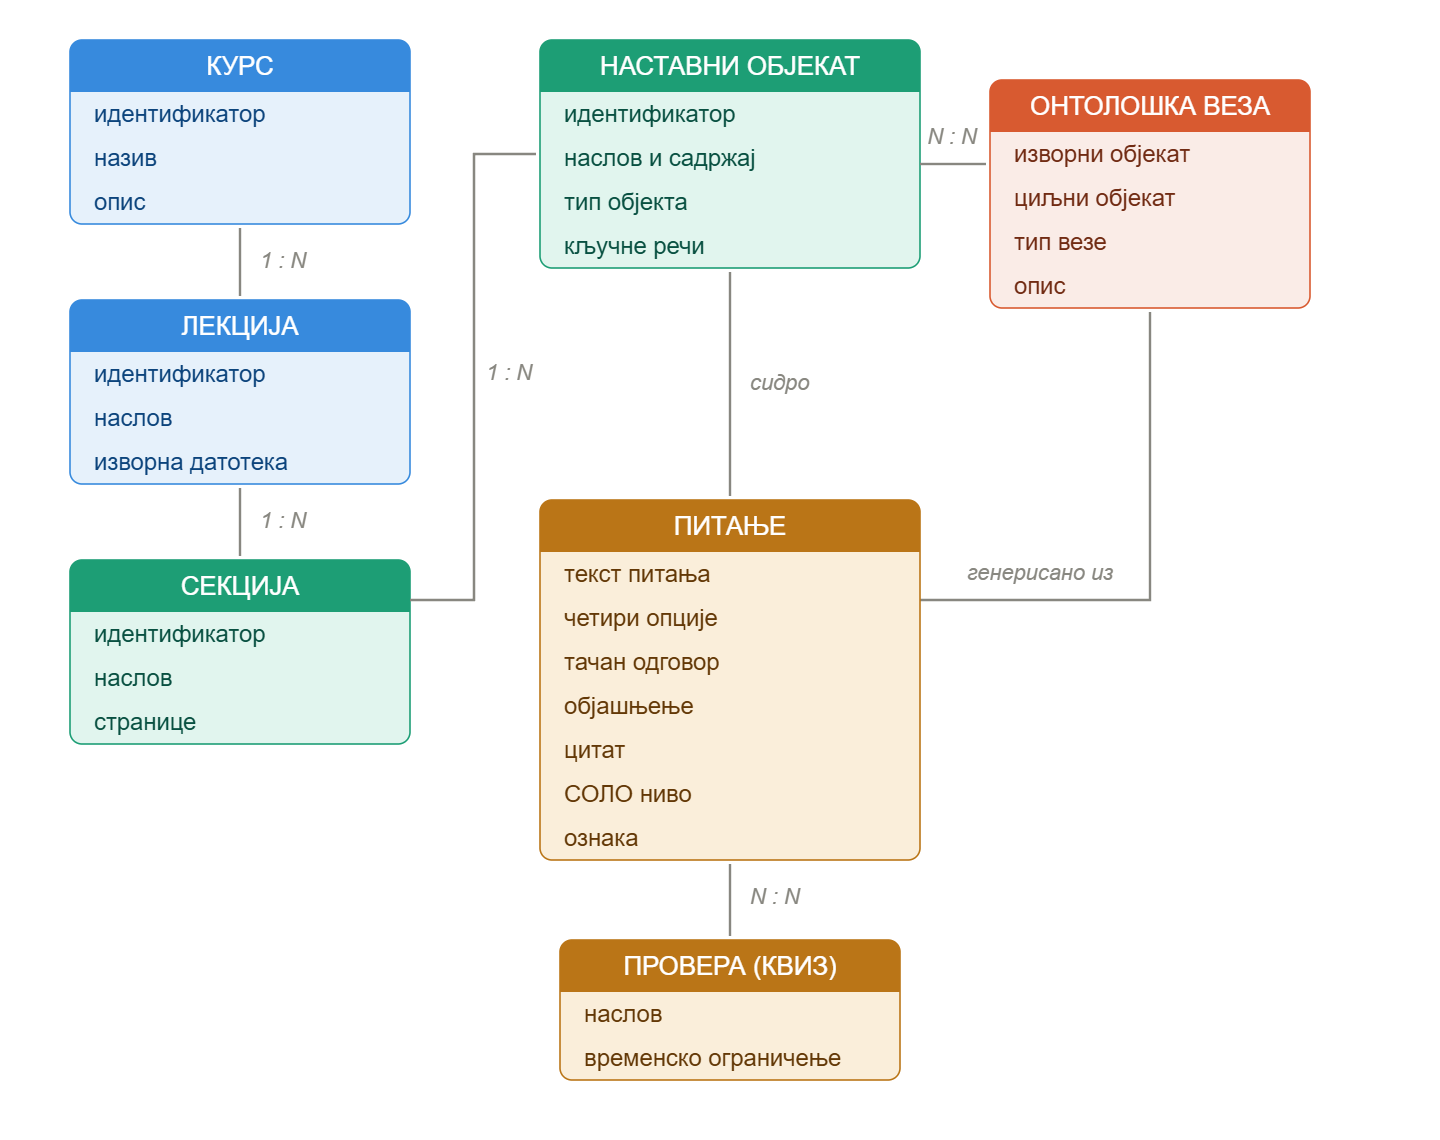 КУРС
идентификатор
назив
опис
1 : N
ЛЕКЦИЈА
идентификатор
наслов
изворна датотека
1 : N
СЕКЦИЈА
идентификатор
наслов
странице
1 : N
НАСТАВНИ ОБЈЕКАТ
идентификатор
наслов и садржај
тип објекта
кључне речи
N : N
ОНТОЛОШКА ВЕЗА
изворни објекат
циљни објекат
тип везе
опис
сидро
генерисано из
ПИТАЊЕ
текст питања
четири опције
тачан одговор
објашњење
цитат
СОЛО ниво
ознака
N : N
ПРОВЕРА (КВИЗ)
наслов
временско ограничење